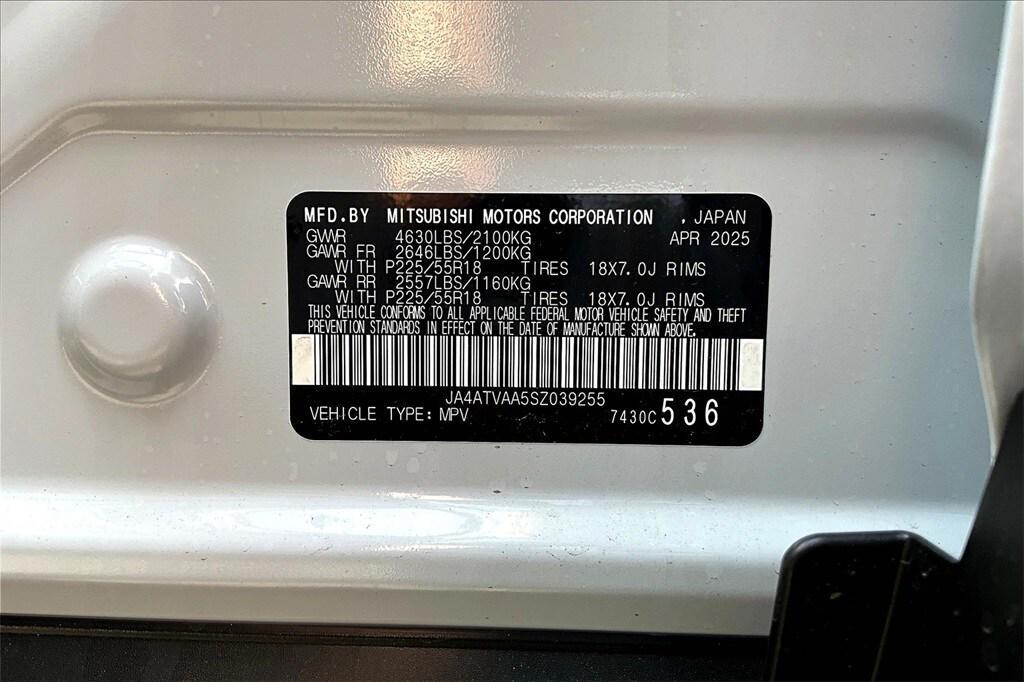 MFD.BY MITSUBISHI MOTORS CORPORATION , JAPAN
GVWR 4630LBS/2100KG APR 2025
GAWR FR 2646LBS/1200KG
WITH P225/55R18 TIRES 18X7.0J RIMS
GAWR RR 2557LBS/1160KG
WITH P225/55R18 TIRES 18X7.0J RIMS
THIS VEHICLE CONFORMS TO ALL APPLICABLE FEDERAL MOTOR VEHICLE SAFETY AND THEFT
PREVENTION STANDARDS IN EFFECT ON THE DATE OF MANUFACTURE SHOWN ABOVE.
JA4ATVAA5SZ039255
VEHICLE TYPE: MPV 7430C 536